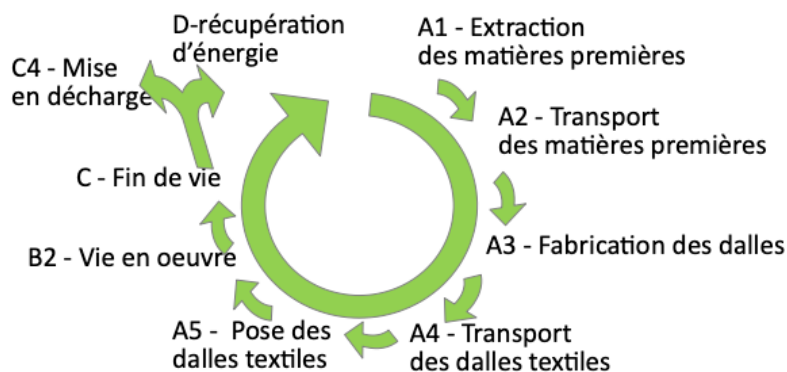 D-récupération
d'énergie
A1 - Extraction
des matières premières
C4 - Mise
en décharge
A2 - Transport
des matières premières
C - Fin de vie
A3 - Fabrication des dalles
B2 - Vie en oeuvre
A5 - Pose des
dalles textiles
A4 - Transport
des dalles textiles